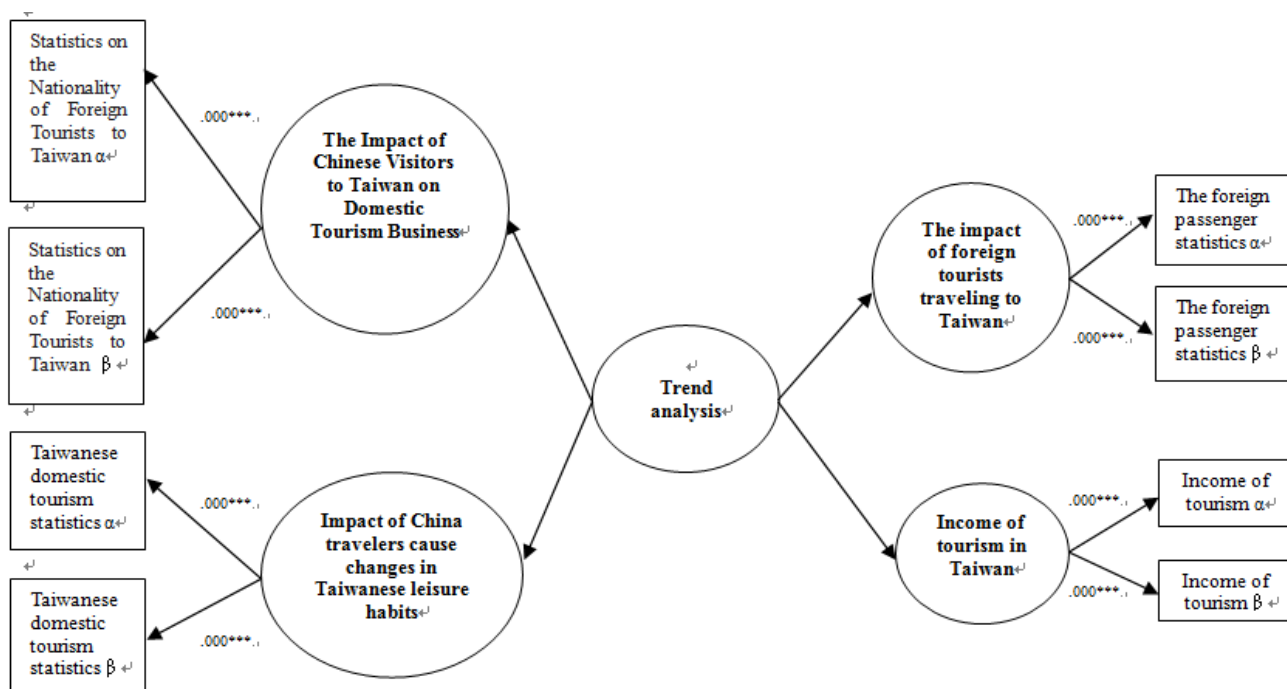 Statistics on
the
Nationality
of Foreign
Tourists to
Taiwan α↵
.000***.
The Impact of
Chinese Visitors
to Taiwan on
Domestic
Tourism Business↵
Statistics on
the
Nationality
of Foreign
Tourists to
Taiwan β ↵
.000***.
Taiwanese
domestic
tourism
statistics α↵
.000***.
Impact of China
travelers cause
changes in
Taiwanese leisure
habits↵
Taiwanese
domestic
tourism
statistics β ↵
.000***.
Trend
analysis↵
The impact
of foreign
tourists
traveling to
Taiwan↵
.000***.
The foreign
passenger
statistics α↵
.000***.
The foreign
passenger
statistics β ↵
Income of
tourism in
Taiwan↵
.000***.
Income of
tourism α↵
.000***.
Income of
tourism β ↵